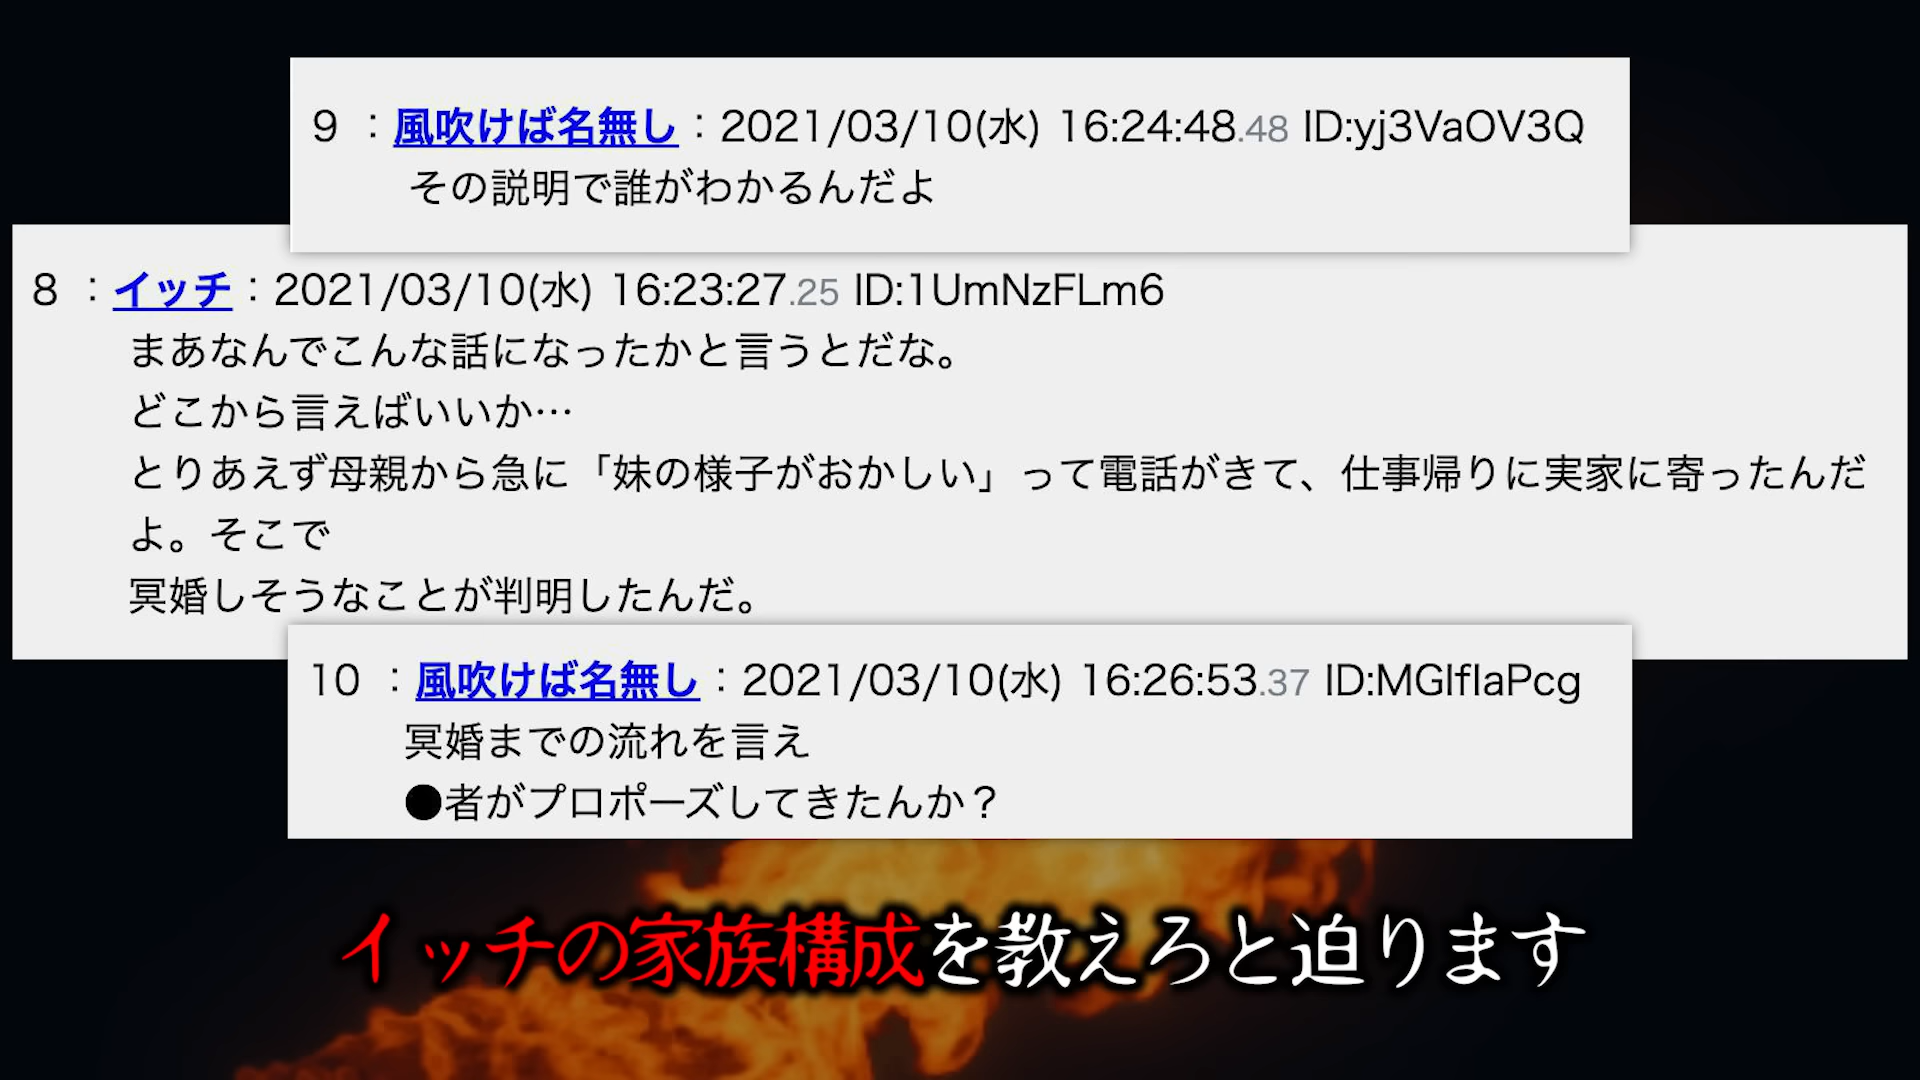 9 ：風吹けば名無し：2021/03/10(水) 16:24:48.48 ID:yj3VaOV3Q
その説明で誰がわかるんだよ
8 ：イッチ：2021/03/10(水) 16:23:27.25 ID:1UmNzFLm6
まあなんでこんな話になったかと言うとだな。
どこから言えばいいか…
とりあえず母親から急に「妹の様子がおかしい」って電話がきて、仕事帰りに実家に寄ったんだ
よ。そこで
冥婚しそうなことが判明したんだ。
10 ：風吹けば名無し：2021/03/10(水) 16:26:53.37 ID:MGlfIaPcg
冥婚までの流れを言え
●者がプロポーズしてきたんか？
イッチの家族構成を教えろと迫ります